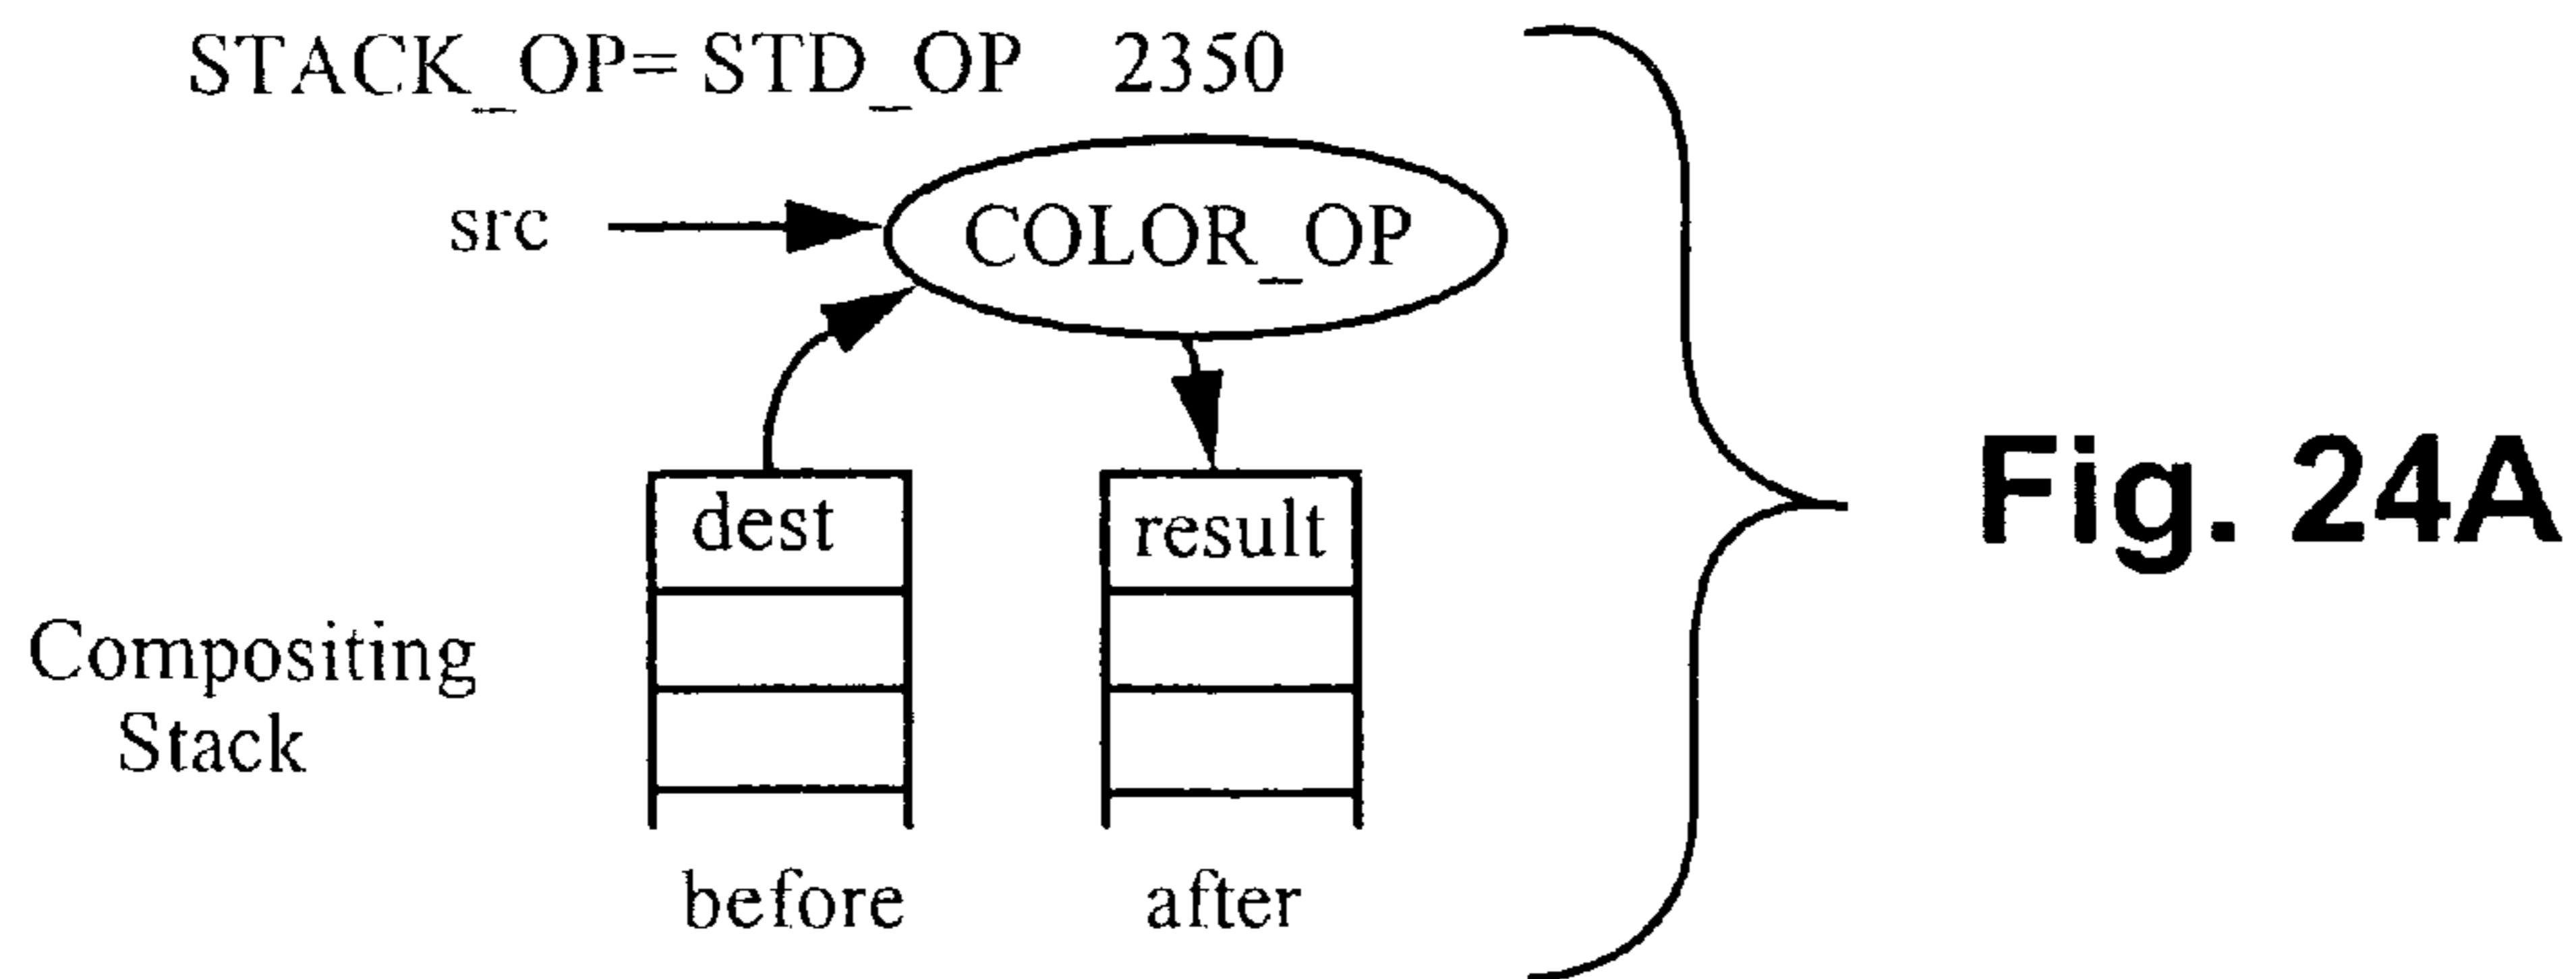 STACK_OP= STD_OP 2350
src
COLOR_OP
dest
result
Compositing
Stack
before
after
Fig. 24A